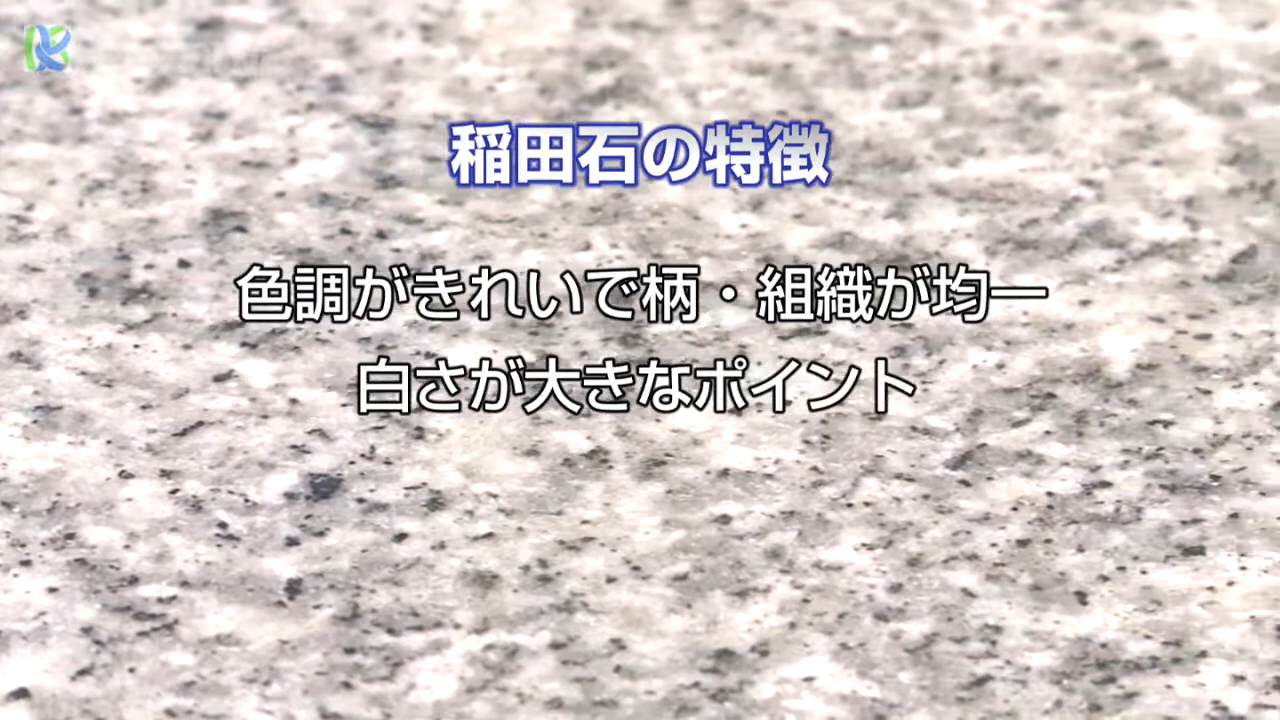 稲田石の特徴
色調がきれいで柄・組織が均一
白さが大きなポイント